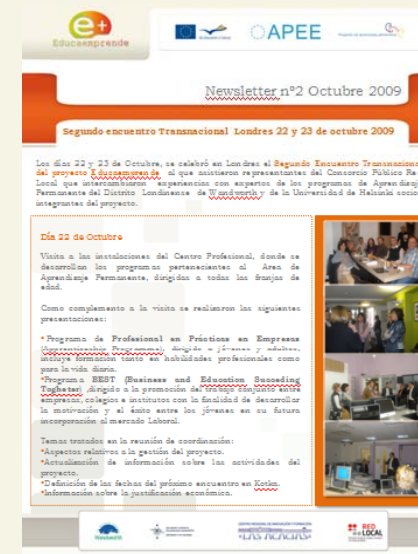 e+
Educaemprende
APEE
Newsletter nº2 Octubre 2009
Segundo encuentro Transnacional Londres 22 y 23 de octubre 2009
Los días 22 y 23 de Octubre, se celebró en Londres el Segundo Encuentro Transnaciona
del proyecto Educaemprende al que asistieron representantes del Consorcio Público Re
Local que intercambiaron experiencias con expertos de los programas de Aprendizaj
Permanente del Distrito Londinense de Wandworth y de la Universidad de Helsinki socio
integrantes del proyecto.
Día 22 de Octubre
Visita a las instalaciones del Centro Profesional, donde se
desarrollan los programas pertenecientes al Area de
Aprendizaje Permanente, dirigidas a todas las franjas de
edad.
Como complemento a la visita se realizaron las siguientes
presentaciones:
*Programa de Profesional en Prácticas en Empresas
(Apprenticeship Programme), dirigido a jóvenes y adultos,
incluye formación tanto en habilidades profesionales como
para la vida diaria.
*Programa BEST (Business and Education Succeding
Togheter) ,dirigido a la promoción del trabajo conjunto entre
empresas, colegios e institutos con la finalidad de desarrollar
la motivación y el éxito entre los jóvenes en su futura
incorporación al mercado Laboral.
Temas tratados en la reunión de coordinación:
*Aspectos relativos a la gestión del proyecto.
*Actualización de información sobre las actividades del
proyecto.
*Definición de las fechas del próximo encuentro en Kotka.
*Información sobre la justificación económica.
Wandsworth
LAS ACACIAS
RED
LOCAL